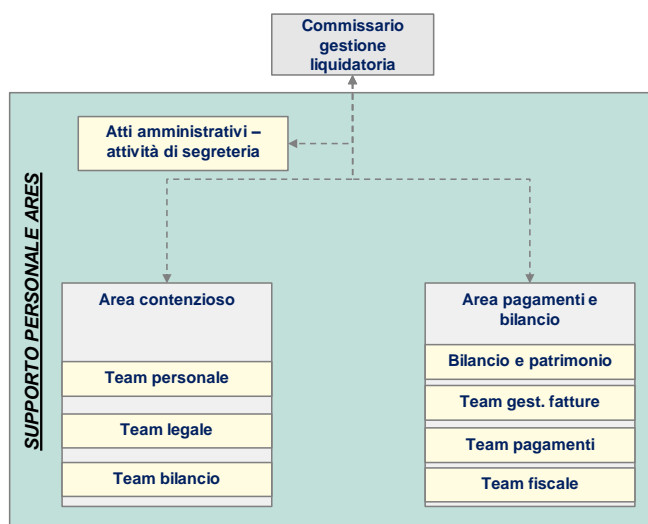 Commissario
gestione
liquidatoria
Atti amministrativi –
attività di segreteria
SUPPORTO PERSONALE ARES
Area contenzioso
Team personale
Team legale
Team bilancio
Area pagamenti e
bilancio
Bilancio e patrimonio
Team gest. fatture
Team pagamenti
Team fiscale